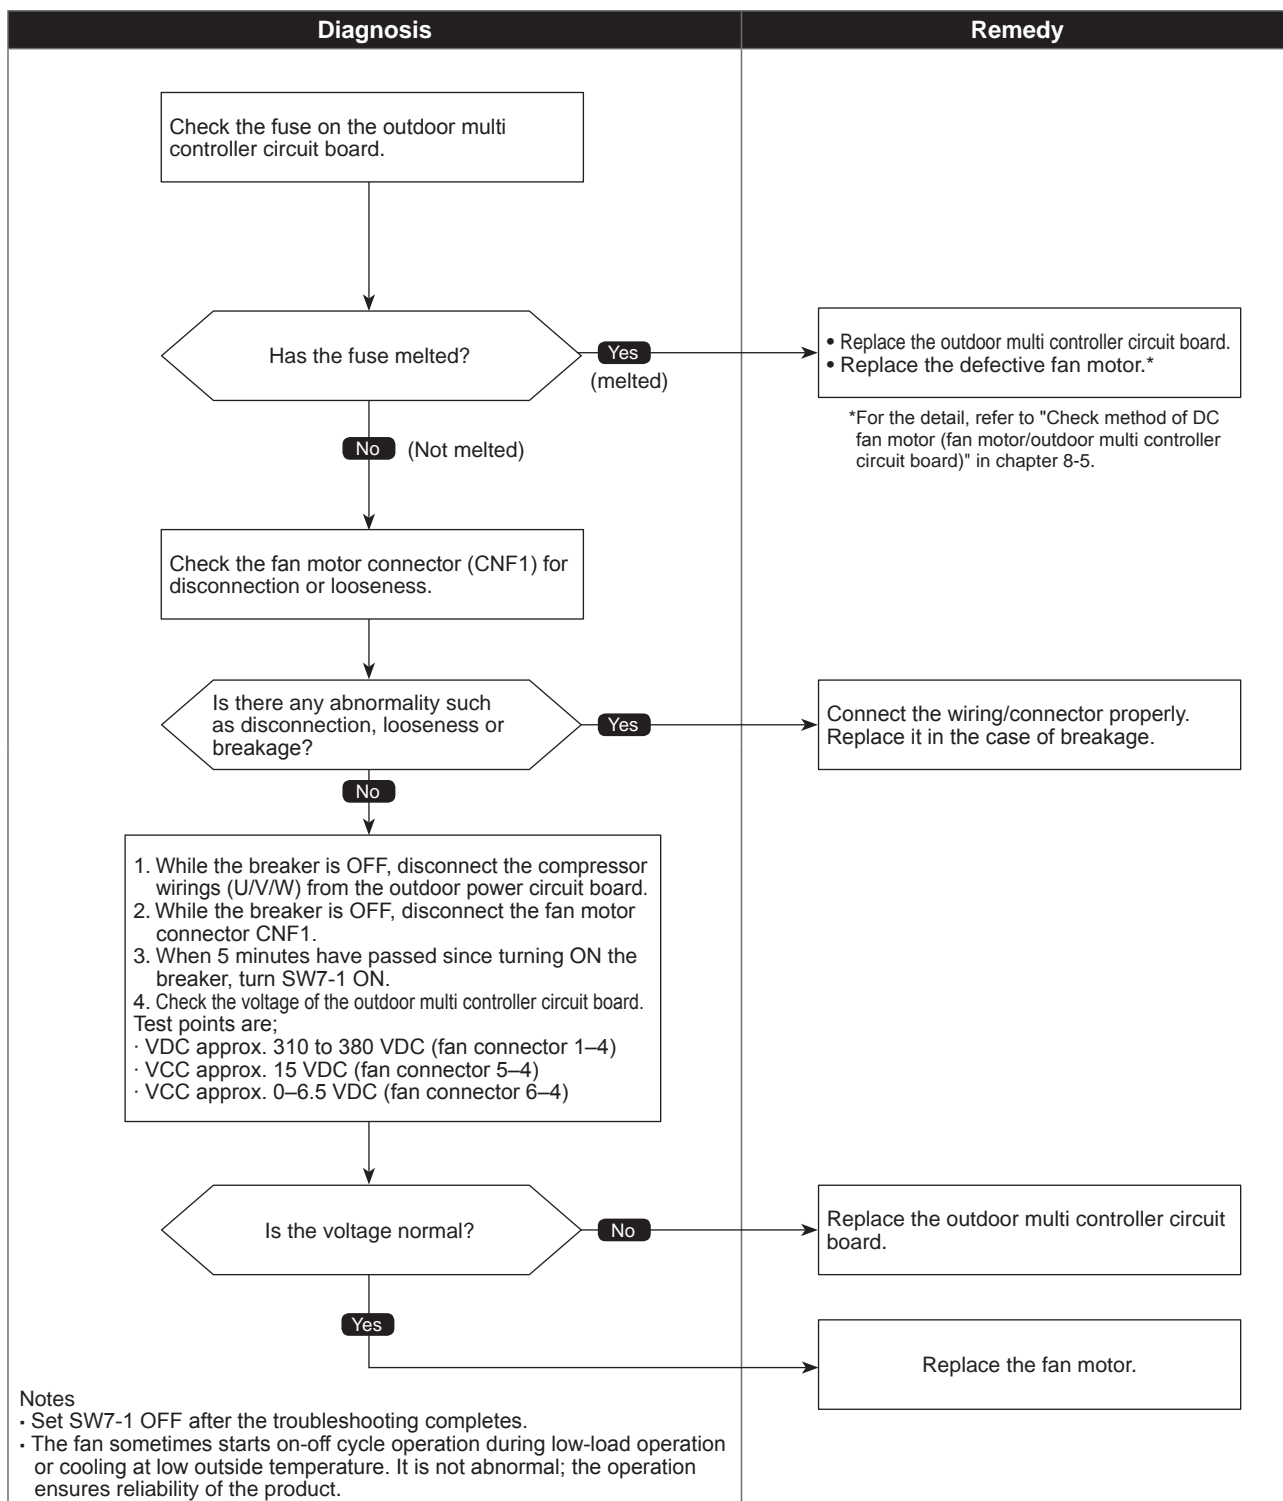 Diagnosis
Remedy
Check the fuse on the outdoor multi
controller circuit board.
Has the fuse melted?
Yes
(melted)
• Replace the outdoor multi controller circuit board.
• Replace the defective fan motor.*
*For the detail, refer to "Check method of DC
fan motor (fan motor/outdoor multi controller
circuit board)" in chapter 8-5.
No (Not melted)
Check the fan motor connector (CNF1) for
disconnection or looseness.
Is there any abnormality such
as disconnection, looseness or
breakage?
Yes
Connect the wiring/connector properly.
Replace it in the case of breakage.
No
1. While the breaker is OFF, disconnect the compressor
wirings (U/V/W) from the outdoor power circuit board.
2. While the breaker is OFF, disconnect the fan motor
connector CNF1.
3. When 5 minutes have passed since turning ON the
breaker, turn SW7-1 ON.
4. Check the voltage of the outdoor multi controller circuit board.
Test points are;
· VDC approx. 310 to 380 VDC (fan connector 1–4)
· VCC approx. 15 VDC (fan connector 5–4)
· VCC approx. 0–6.5 VDC (fan connector 6–4)
Is the voltage normal?
No
Replace the outdoor multi controller circuit
board.
Yes
Replace the fan motor.
Notes
· Set SW7-1 OFF after the troubleshooting completes.
· The fan sometimes starts on-off cycle operation during low-load operation
or cooling at low outside temperature. It is not abnormal; the operation
ensures reliability of the product.